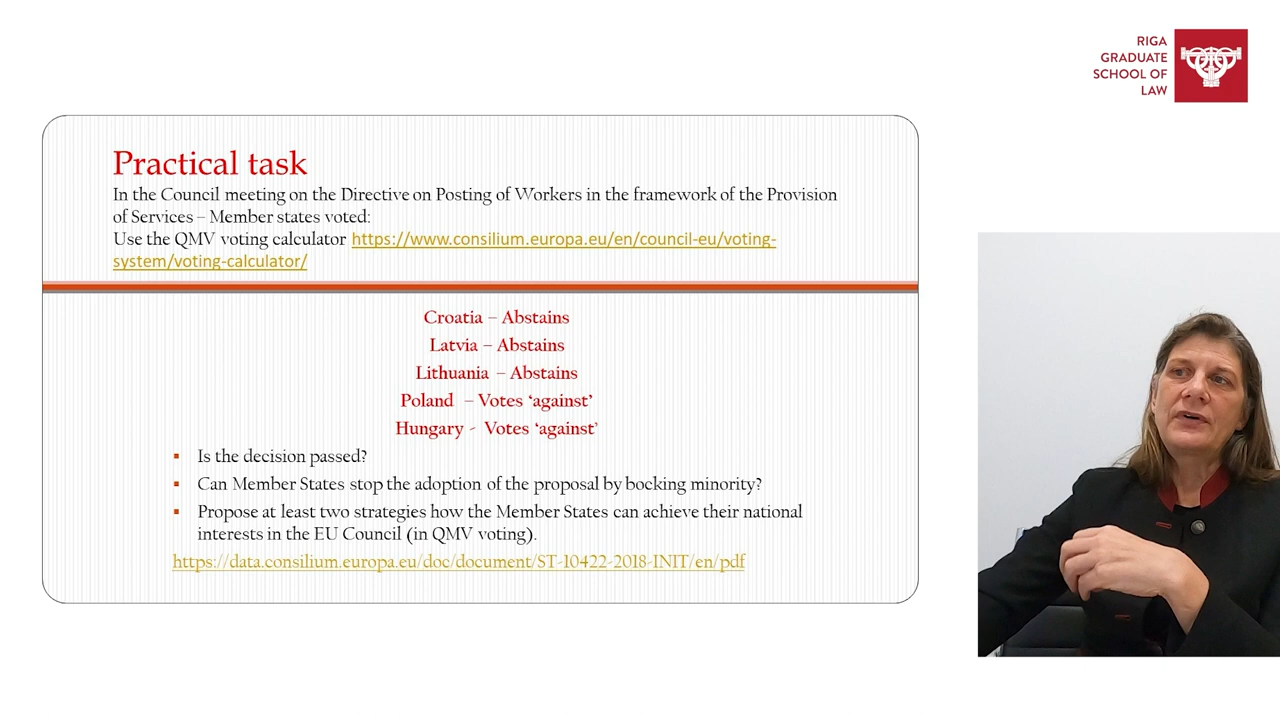 RIGA
GRADUATE
SCHOOL OF
LAW
Practical task
In the Council meeting on the Directive on Posting of Workers in the framework of the Provision
of Services – Member states voted:
Use the QMV voting calculator https://www.consilium.europa.eu/en/council-eu/voting-
system/voting-calculator/
Croatia – Abstains
Latvia – Abstains
Lithuania – Abstains
Poland – Votes ‘against’
Hungary - Votes ‘against’
▪ Is the decision passed?
▪ Can Member States stop the adoption of the proposal by bocking minority?
▪ Propose at least two strategies how the Member States can achieve their national
interests in the EU Council (in QMV voting).
https://data.consilium.europa.eu/doc/document/ST-10422-2018-INIT/en/pdf